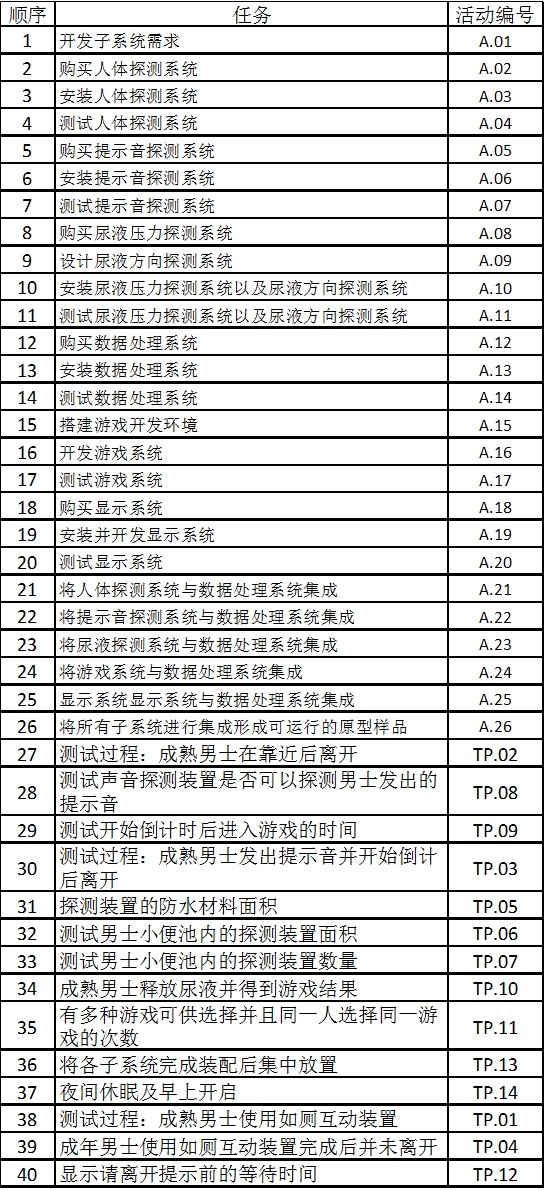 顺序 任务 活动编号
1 开发子系统需求 A.01
2 购买人体探测系统 A.02
3 安装人体探测系统 A.03
4 测试人体探测系统 A.04
5 购买提示音探测系统 A.05
6 安装提示音探测系统 A.06
7 测试提示音探测系统 A.07
8 购买尿液压力探测系统 A.08
9 设计尿液方向探测系统 A.09
10 安装尿液压力探测系统以及尿液方向探测系统 A.10
11 测试尿液压力探测系统以及尿液方向探测系统 A.11
12 购买数据处理系统 A.12
13 安装数据处理系统 A.13
14 测试数据处理系统 A.14
15 搭建游戏开发环境 A.15
16 开发游戏系统 A.16
17 测试游戏系统 A.17
18 购买显示系统 A.18
19 安装并开发显示系统 A.19
20 测试显示系统 A.20
21 将人体探测系统与数据处理系统集成 A.21
22 将提示音探测系统与数据处理系统集成 A.22
23 将尿液探测系统与数据处理系统集成 A.23
24 将游戏系统与数据处理系统集成 A.24
25 显示系统显示系统与数据处理系统集成 A.25
26 将所有子系统进行集成形成可运行的原型样品 A.26
27 测试过程：成熟男士在靠近后离开 TP.02
28 测试声音探测装置是否可以探测男士发出的 TP.08
提示音
29 测试开始倒计时后进入游戏的时间 TP.09
30 测试过程：成熟男士发出提示音并开始倒计 TP.03
后离开
31 探测装置的防水材料面积 TP.05
32 测试男士小便池内的探测装置面积 TP.06
33 测试男士小便池内的探测装置数量 TP.07
34 成熟男士释放尿液并得到游戏结果 TP.10
35 有多种游戏可供选择并且同一人选择同一游 TP.11
戏的次数
36 将各子系统完成装配后集中放置 TP.13
37 夜间休眠及早上开启 TP.14
38 测试过程：成熟男士使用如厕互动装置 TP.01
39 成年男士使用如厕互动装置完成后并未离开 TP.04
40 显示请离开提示前的等待时间 TP.12